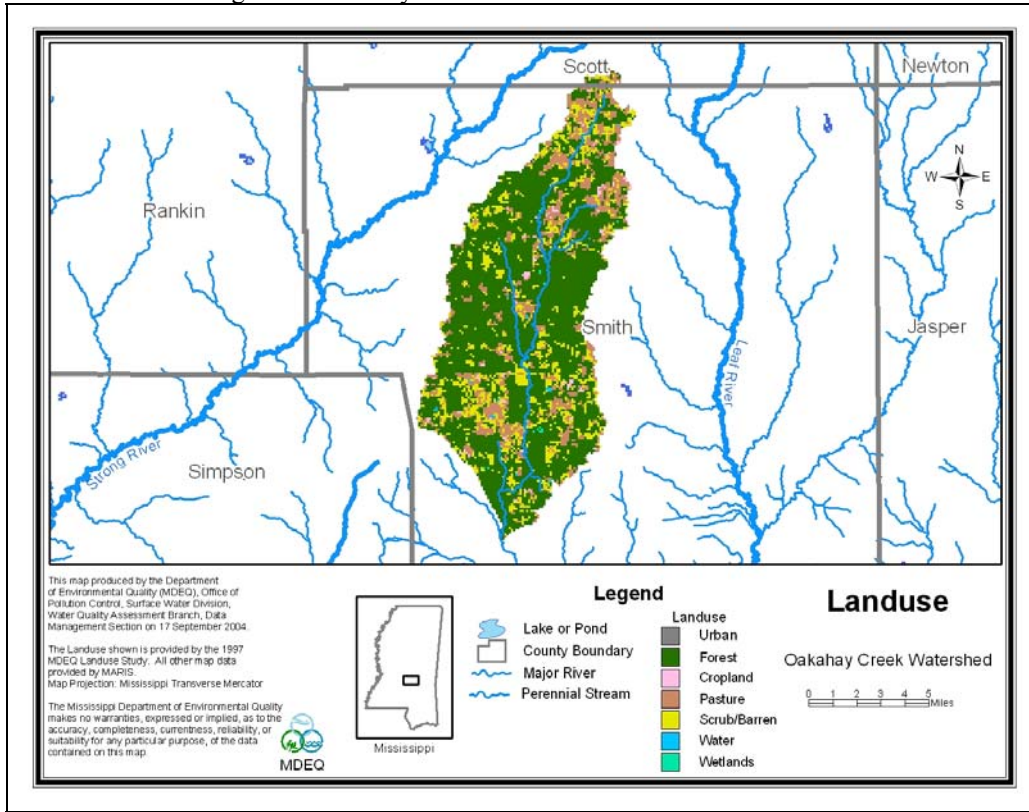 Scott
Newton
N
W E
S
Rankin
Smith
Jasper
Leaf River
Strong River
Simpson
This map produced by the Department
of Environmental Quality (MDEQ), Office of
Pollution Control, Surface Water Division,
Water Quality Assessment Branch, Data
Management Section on 17 September 2004.
The Landuse shown is provided by the 1997
MDEQ Landuse Study. All other map data
provided by MARIS.
Map Projection: Mississippi Transverse Mercator
The Mississippi Department of Environmental Quality
makes no warranties, expressed or implied, as to the
accuracy, completeness, currentness, reliability, or
suitability for any particular purpose, of the data
contained on this map.
MDEQ
Mississippi
Legend
Lake or Pond
County Boundary
Major River
Perennial Stream
Landuse
Urban
Forest
Cropland
Pasture
Scrub/Barren
Water
Wetlands
Landuse
Oakahay Creek Watershed
0 1 2 3 4 5
Miles